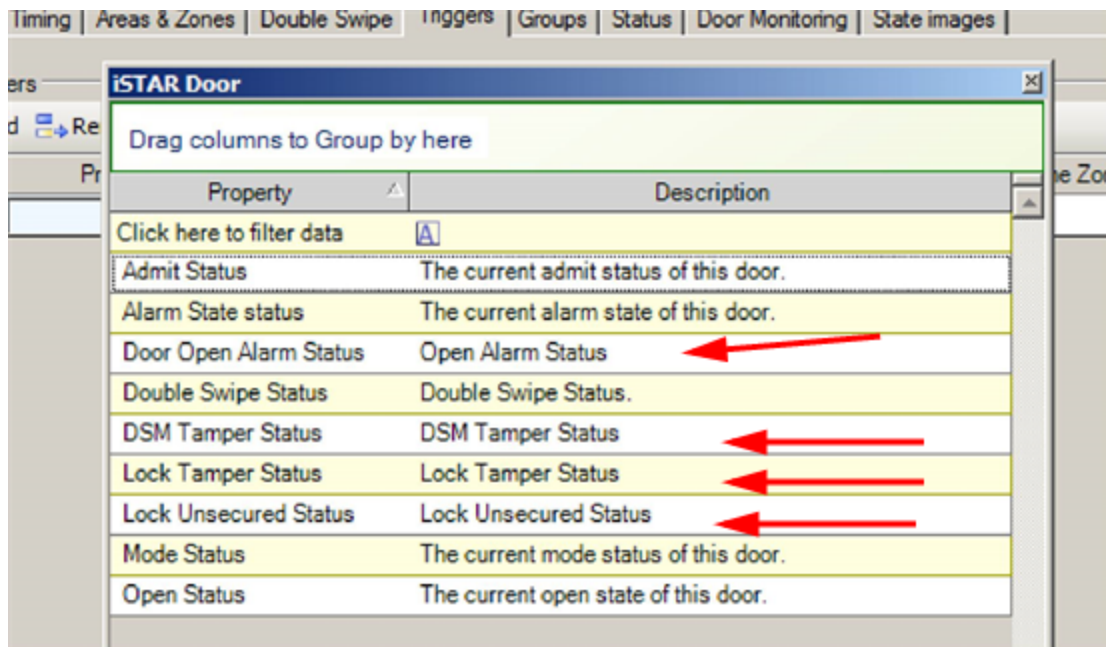 Timing Areas & Zones Double Swipe Triggers Groups Status Door Monitoring State images
ers
iSTAR Door
d Re
Drag columns to Group by here
Pr
ne Zo
Property Description
Click here to filter data A
Admit Status The current admit status of this door.
Alarm State status The current alarm state of this door.
Door Open Alarm Status Open Alarm Status
Double Swipe Status Double Swipe Status.
DSM Tamper Status DSM Tamper Status
Lock Tamper Status Lock Tamper Status
Lock Unsecured Status Lock Unsecured Status
Mode Status The current mode status of this door.
Open Status The current open state of this door.